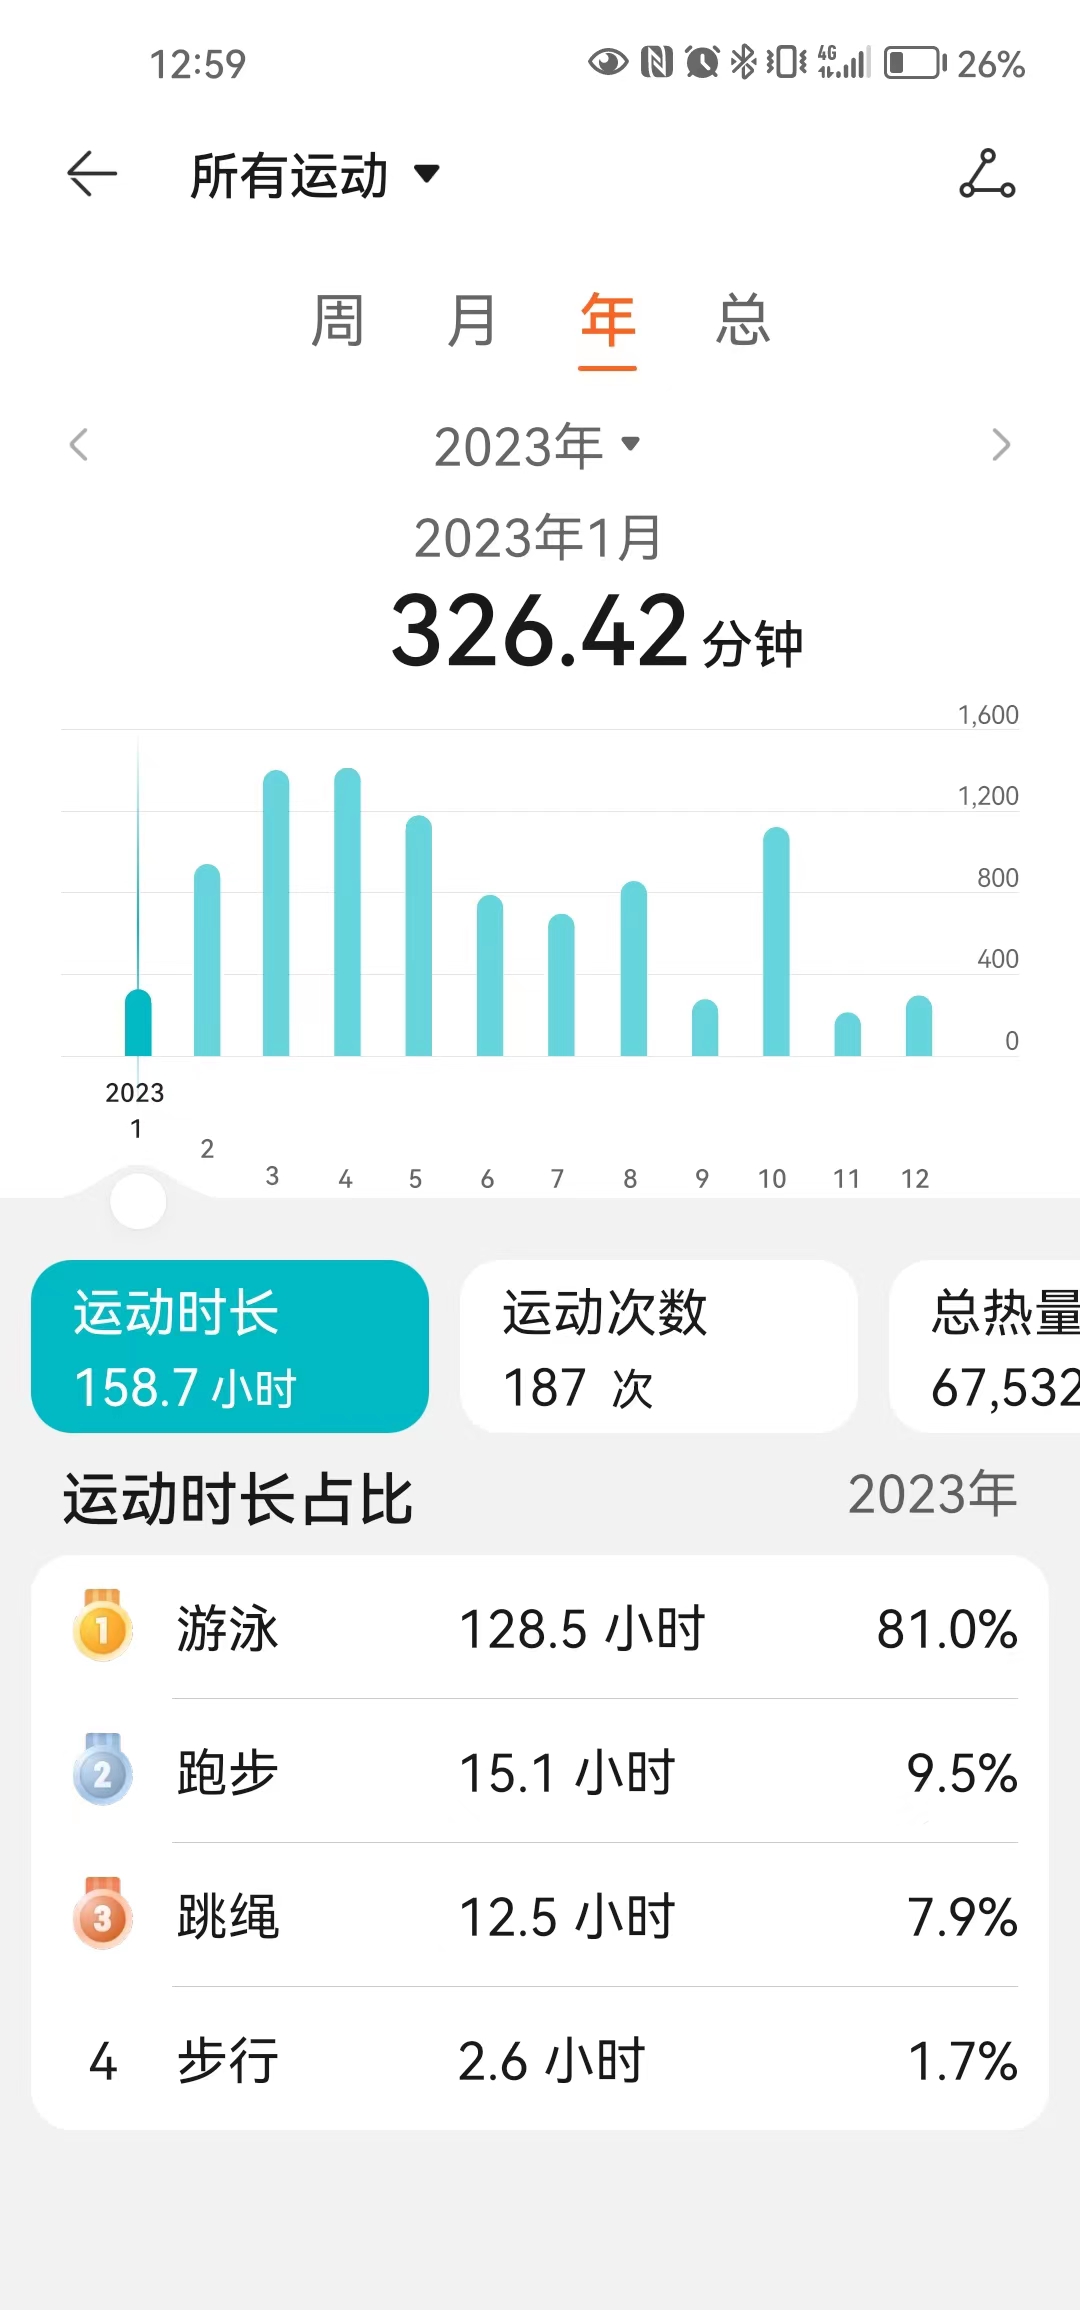 12:59
4G
26%
所有运动
周 月 年 总
2023年
2023年1月
326.42 分钟
1,600
1,200
800
400
0
2023
1 2 3 4 5 6 7 8 9 10 11 12
运动时长 运动次数 总热量
158.7 小时 187 次 67,532
运动时长占比 2023年
1 游泳 128.5 小时 81.0%
2 跑步 15.1 小时 9.5%
3 跳绳 12.5 小时 7.9%
4 步行 2.6 小时 1.7%